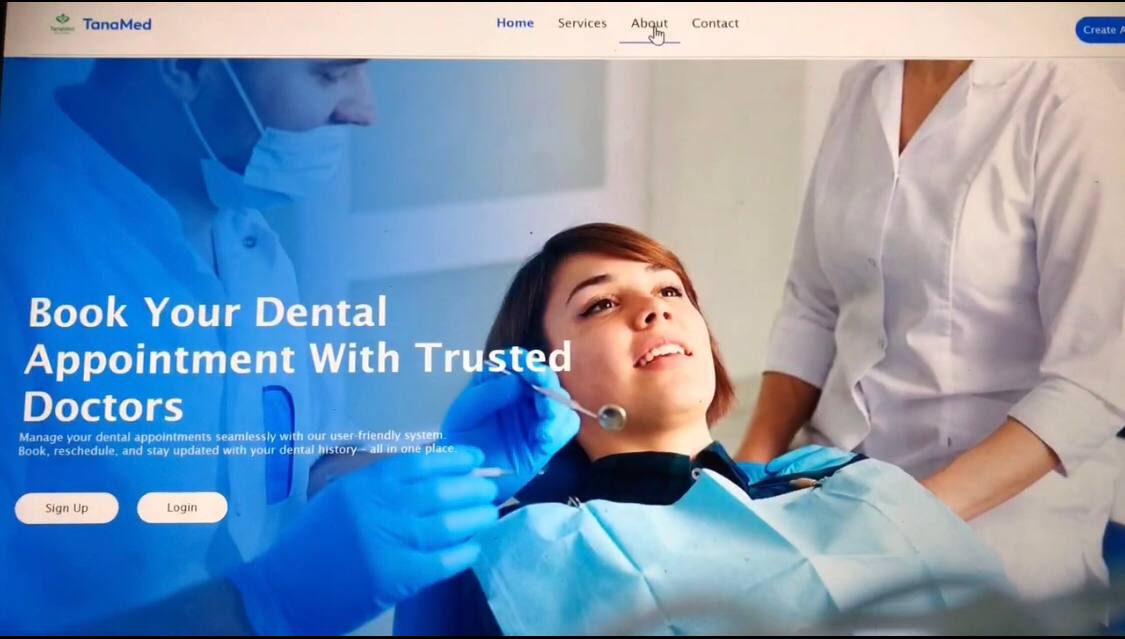 TanaMed
Home Services About Contact
Create A
Book Your Dental
Appointment With Trusted
Doctors
Manage your dental appointments seamlessly with our user-friendly system.
Book, reschedule, and stay updated with your dental history – all in one place.
Sign Up Login